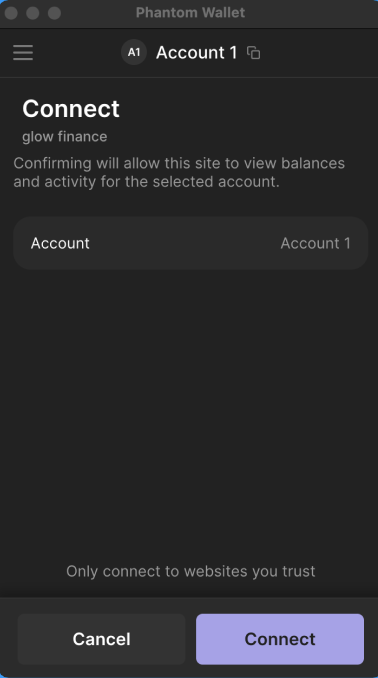 Phantom Wallet
A1 Account 1
Connect
glow finance
Confirming will allow this site to view balances
and activity for the selected account.
Account Account 1
Only connect to websites you trust
Cancel Connect